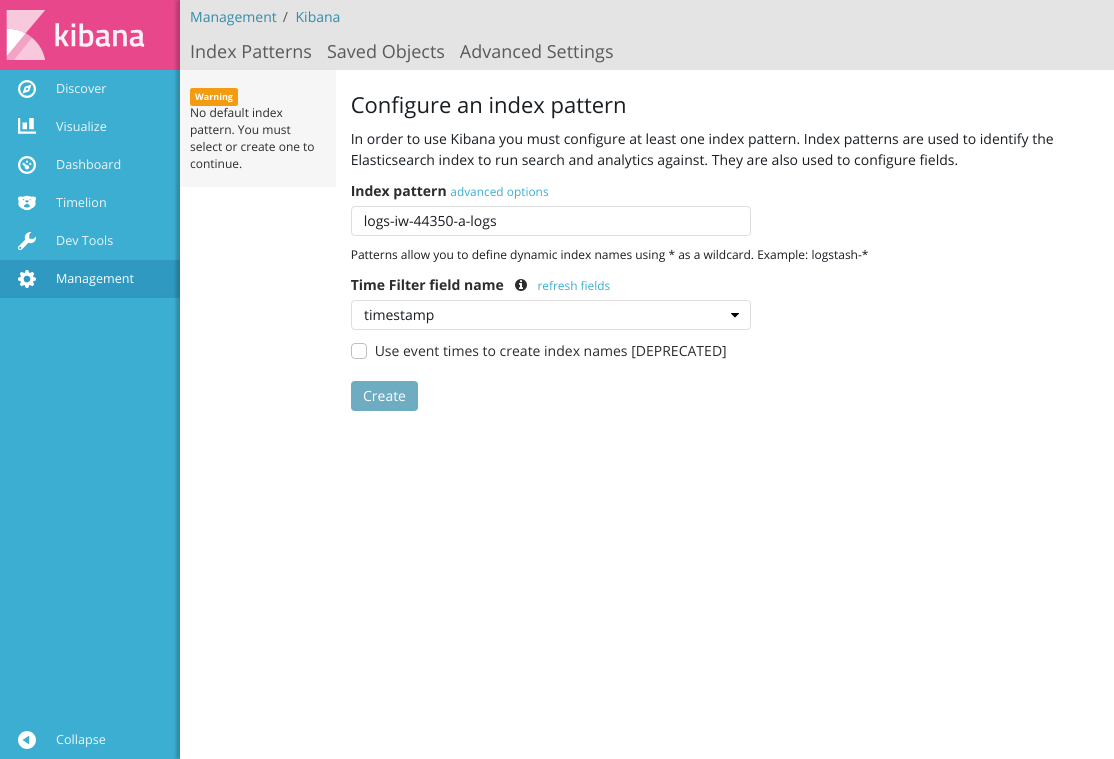 kibana
Discover
Visualize
Dashboard
Timelion
Dev Tools
Management
Collapse
Management / Kibana
Index Patterns Saved Objects Advanced Settings
Warning
No default index
pattern. You must
select or create one to
continue.
Configure an index pattern
In order to use Kibana you must configure at least one index pattern. Index patterns are used to identify the
Elasticsearch index to run search and analytics against. They are also used to configure fields.
Index pattern advanced options
logs-iw-44350-a-logs
Patterns allow you to define dynamic index names using * as a wildcard. Example: logstash-*
Time Filter field name refresh fields
timestamp
Use event times to create index names [DEPRECATED]
Create